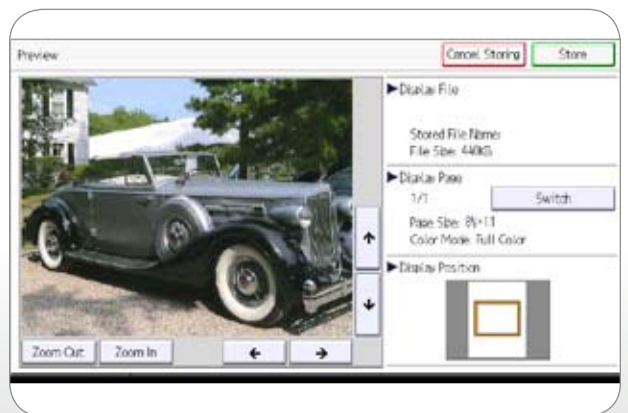 Preview
Cancel Storing
Store
Display File
Stored File Name:
File Size: 440KB
Display Page
1/1
Switch
Page Size: 8½×11
Color Mode: Full Color
Display Position
Zoom Out
Zoom In